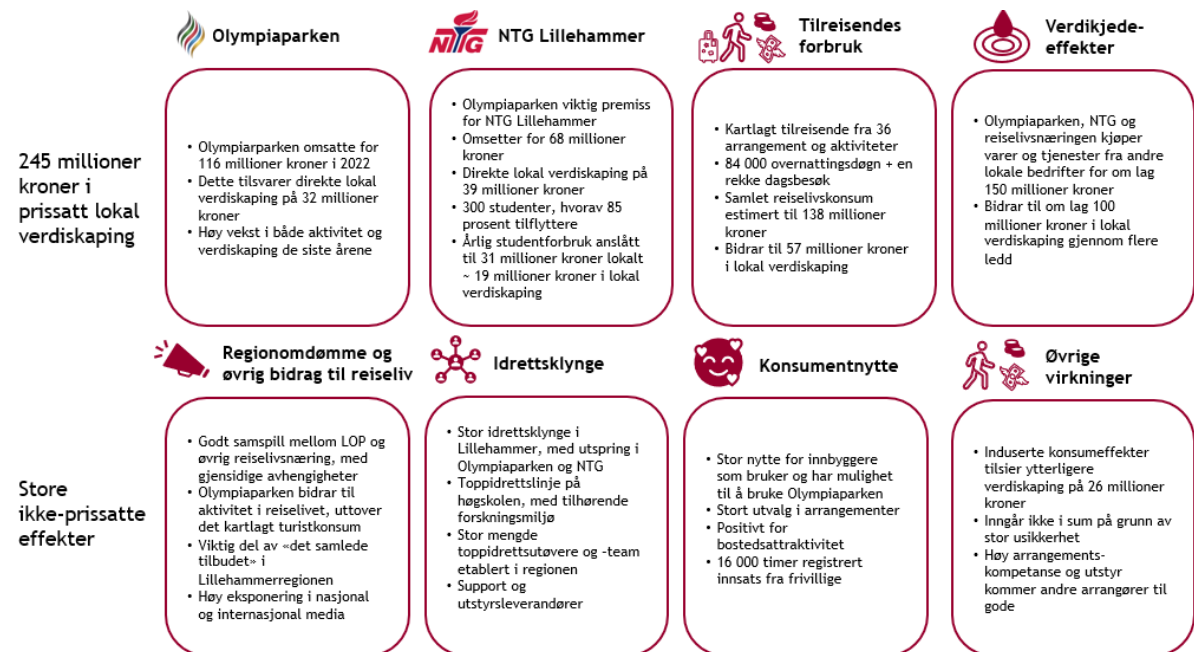 Olympiaparken
NTG
NTG Lillehammer
Tilreisendes
forbruk
Verdikjede-
effekter
245 millioner
kroner i
prissatt lokal
verdiskaping
• Olympiarparken omsatte for
116 millioner kroner i 2022
• Dette tilsvarer direkte lokal
verdiskaping på 32 millioner
kroner
• Høy vekst i både aktivitet og
verdiskaping de siste årene
• Olympiaparken viktig premiss
for NTG Lillehammer
• Omsetter for 68 millioner
kroner
• Direkte lokal verdiskaping på
39 millioner kroner
• 300 studenter, hvorav 85
prosent tilflyttere
• Årlig studentforbruk anslått
til 31 millioner kroner lokalt
~ 19 millioner kroner i lokal
verdiskaping
• Kartlagt tilreisende fra 36
arrangement og aktiviteter
• 84 000 overnattingsdøgn + en
rekke dagsbesøk
• Samlet reiselivskonsum
estimert til 138 millioner
kroner
• Bidrar til 57 millioner kroner
i lokal verdiskaping
• Olympiaparken, NTG og
reiselivsnæringen kjøper
varer og tjenester fra andre
lokale bedrifter for om lag
150 millioner kroner
• Bidrar til om lag 100
millioner kroner i lokal
verdiskaping gjennom flere
ledd
Regionomdømme og
øvrig bidrag til reiseliv
Idrettsklynge
Konsumentnytte
Øvrige
virkninger
Store
ikke-prissatte
effekter
• Godt samspill mellom LOP og
øvrig reiselivsnæring, med
gjensidige avhengigheter
• Olympiaparken bidrar til
aktivitet i reiselivet, uttover
det kartlagt turistkonsum
• Viktig del av «det samlede
tilbudet» i
Lillehammerregionen
• Høy eksponering i nasjonal
og internasjonal media
• Stor idrettsklynge i
Lillehammer, med utspring i
Olympiaparken og NTG
• Toppidrettslinje på
høgskolen, med tilhørende
forskningsmiljø
• Stor mengde
toppidrettsutøvere og -team
etablert i regionen
• Support og
utstyrsleverandører
• Stor nytte for innbyggere
som bruker og har mulighet
til å bruke Olympiaparken
• Stort utvalg i arrangementer
• Positivt for
bostedsattraktivitet
• 16 000 timer registrert
innsats fra frivillige
• Induserte konsumeffekter
tilsier ytterligere
verdiskaping på 26 millioner
kroner
• Inngår ikke i sum på grunn av
stor usikkerhet
• Høy arrangements-
kompetanse og utstyr
kommer andre arrangører til
gode